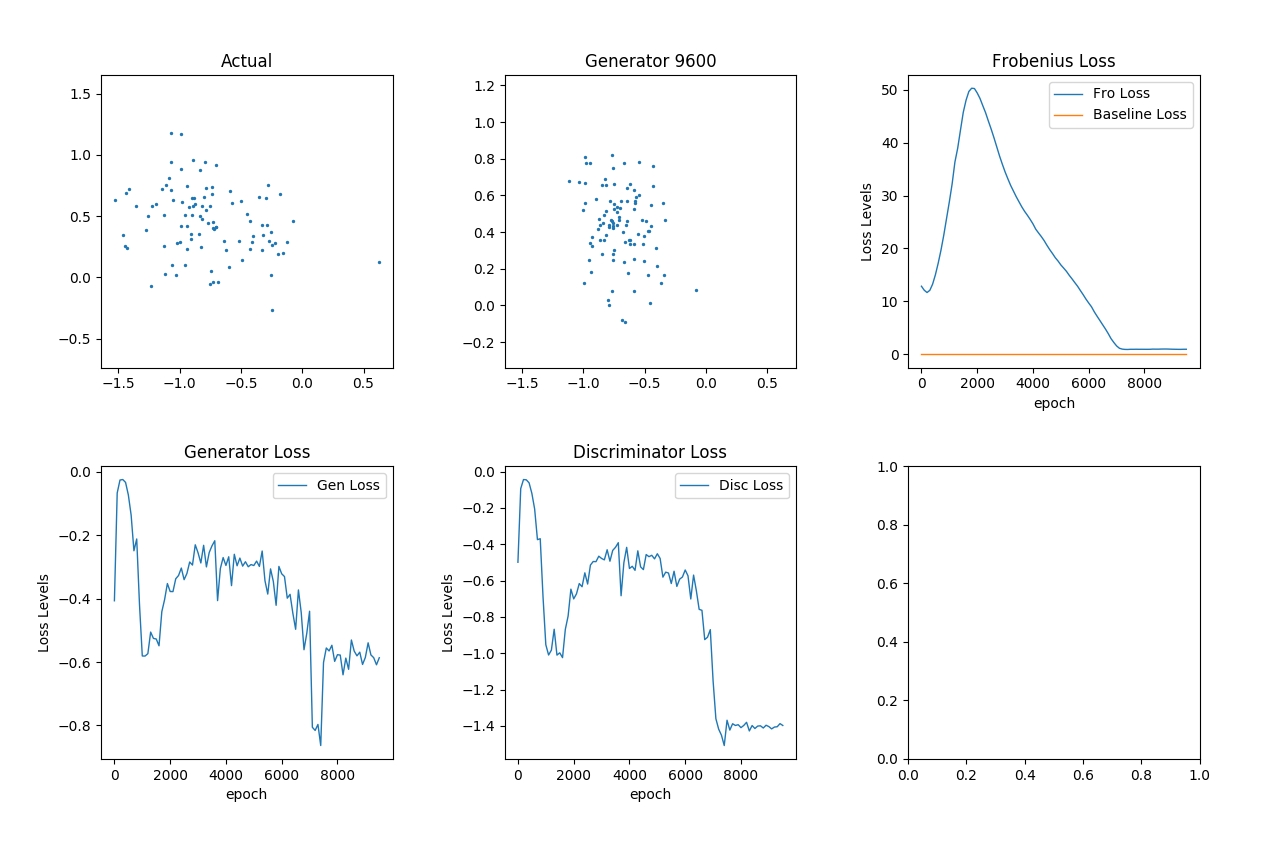 Actual
1.5
1.0
0.5
0.0
−0.5
−1.5 −1.0 −0.5 0.0 0.5
Generator 9600
1.2
1.0
0.8
0.6
0.4
0.2
0.0
−0.2
−1.5 −1.0 −0.5 0.0 0.5
Frobenius Loss
Fro Loss
Baseline Loss
Loss Levels
50
40
30
20
10
0
0 2000 4000 6000 8000
epoch
Generator Loss
Gen Loss
Loss Levels
0.0
−0.2
−0.4
−0.6
−0.8
0 2000 4000 6000 8000
epoch
Discriminator Loss
Disc Loss
Loss Levels
0.0
−0.2
−0.4
−0.6
−0.8
−1.0
−1.2
−1.4
0 2000 4000 6000 8000
epoch
1.0
0.8
0.6
0.4
0.2
0.0
0.0 0.2 0.4 0.6 0.8 1.0